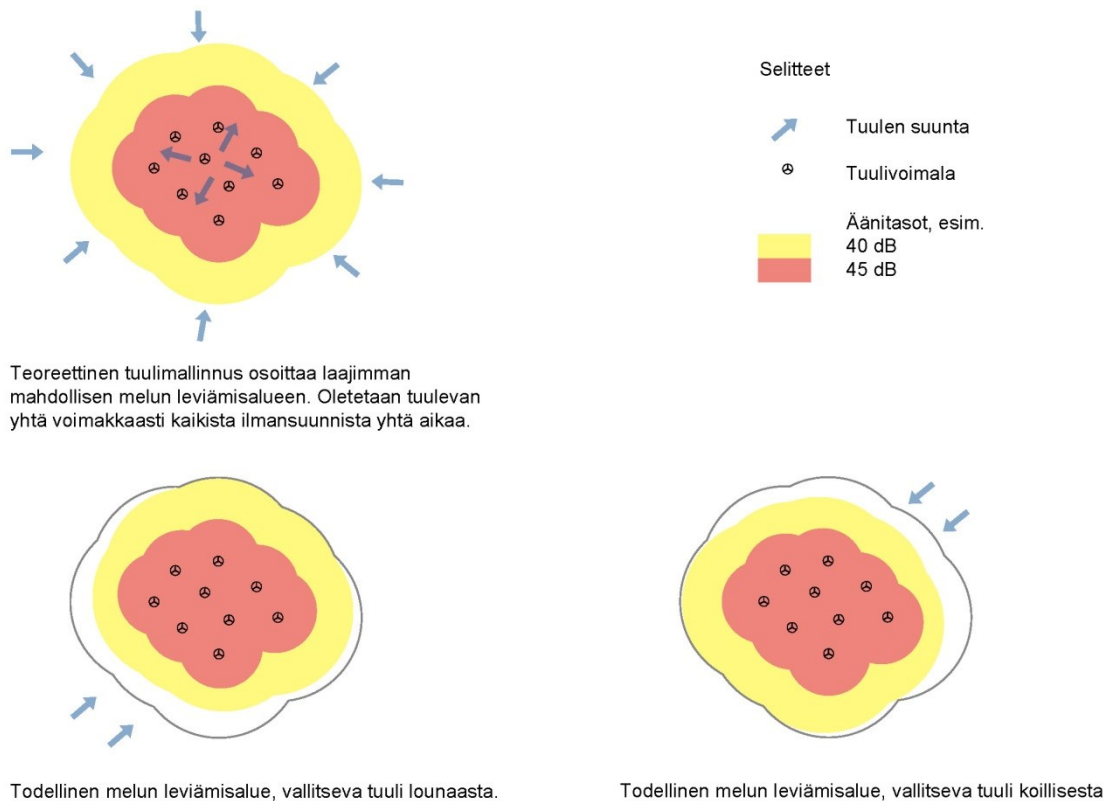 Selitteet
Tuulen suunta
Tuulivoimala
Äänitasot, esim.
40 dB
45 dB
Teoreettinen tuulimallinnus osoittaa laajimman
mahdollisen melun leviämisalueen. Oletetaan tuulevan
yhtä voimakkaasti kaikista ilmansuunnista yhtä aikaa.
Todellinen melun leviämisalue, vallitseva tuuli lounaasta.
Todellinen melun leviämisalue, vallitseva tuuli koillisesta